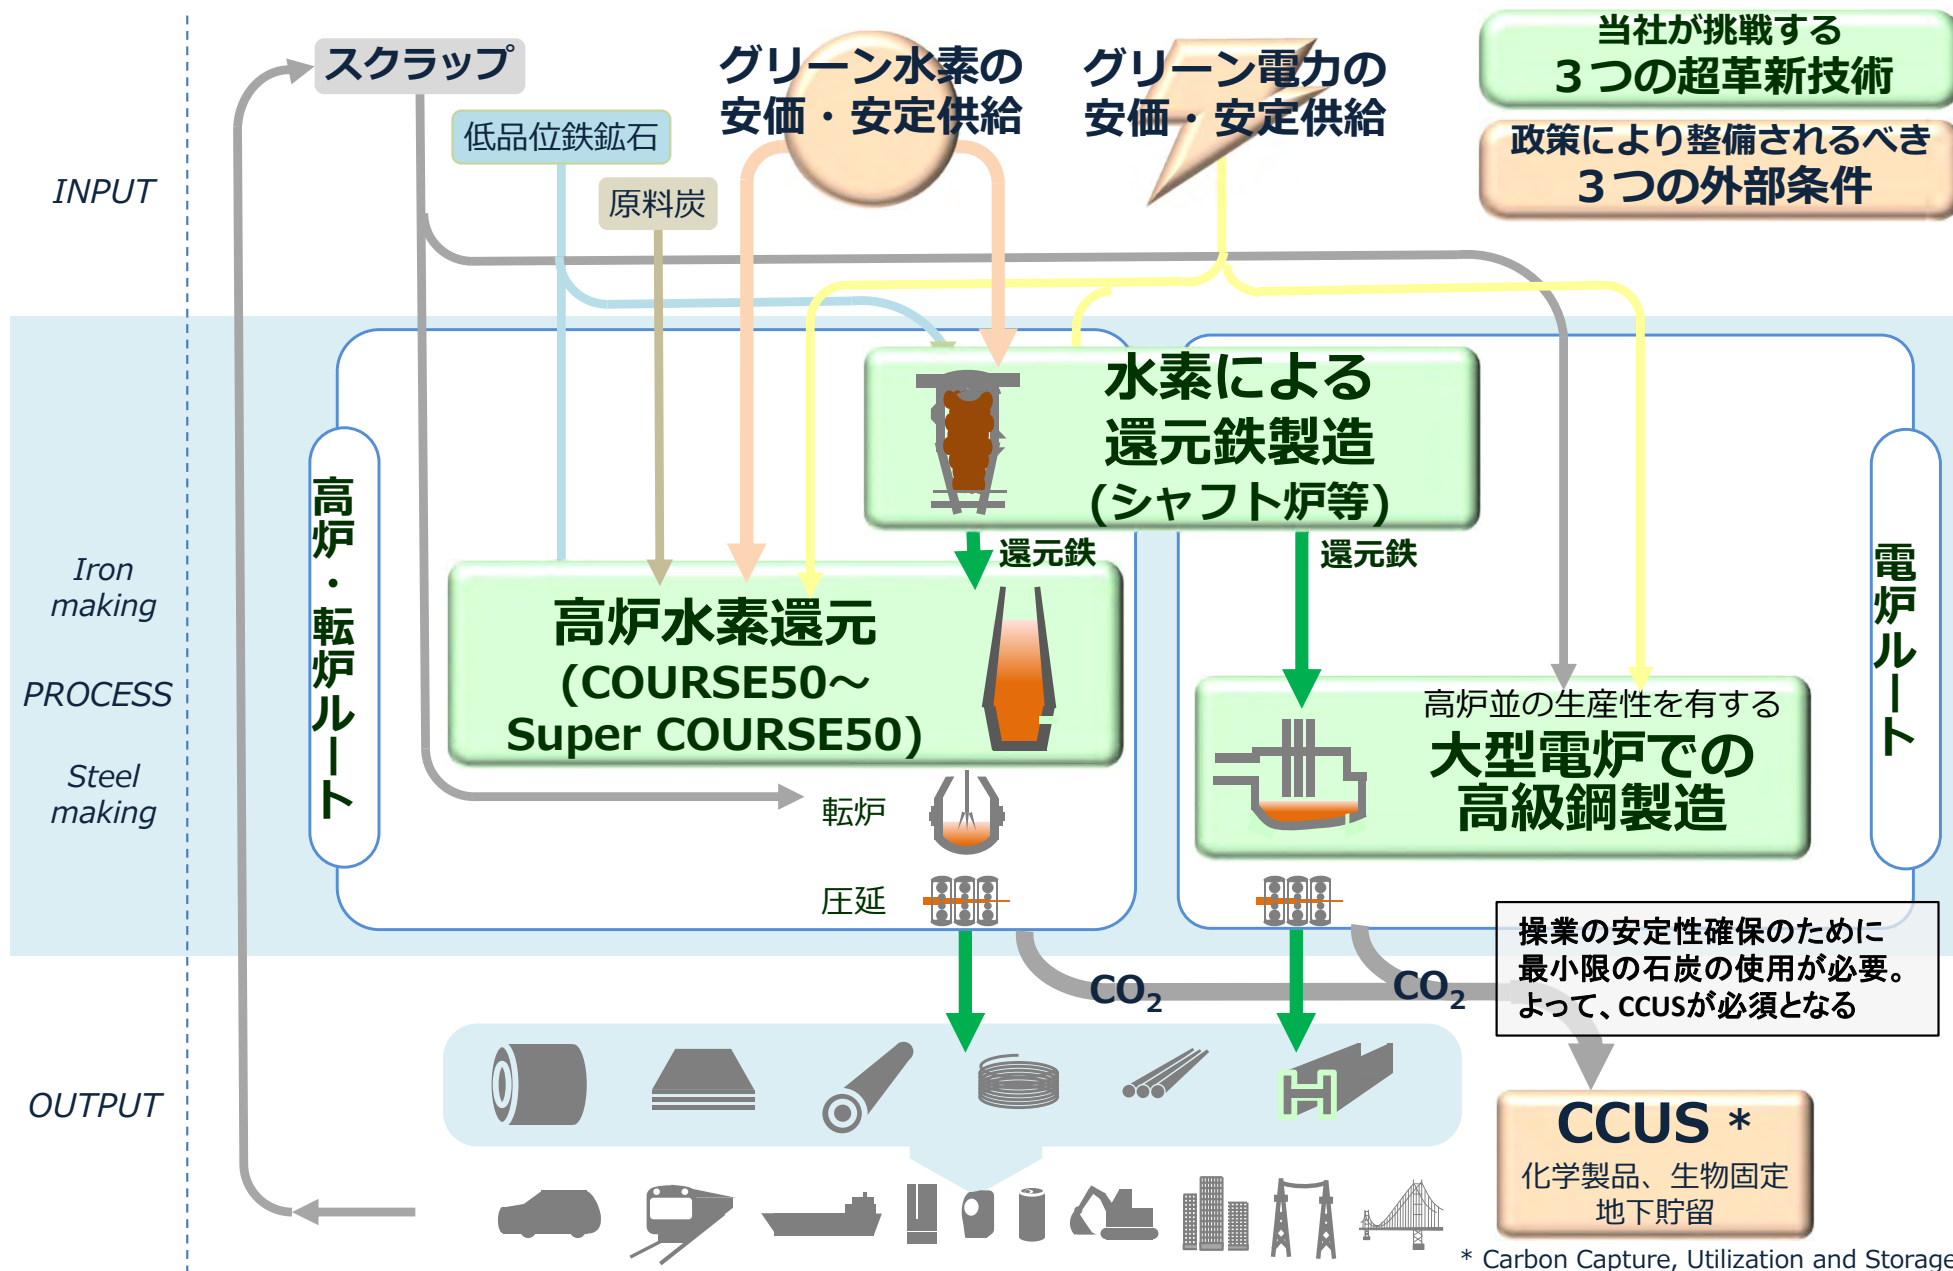 スクラップ
グリーン水素の
安価・安定供給
グリーン電力の
安価・安定供給
当社が挑戦する
３つの超革新技術
政策により整備されるべき
３つの外部条件
低品位鉄鉱石
原料炭
INPUT
水素による
還元鉄製造
(シャフト炉等)
還元鉄
還元鉄
高炉・転炉ルート
電炉ルート
Iron
making
PROCESS
Steel
making
高炉水素還元
(COURSE50～
Super COURSE50)
高炉並の生産性を有する
大型電炉での
高級鋼製造
転炉
圧延
操業の安定性確保のために
最小限の石炭の使用が必要。
よって、CCUSが必須となる
CO2
CO2
OUTPUT
CCUS *
化学製品、生物固定
地下貯留
* Carbon Capture, Utilization and Storage